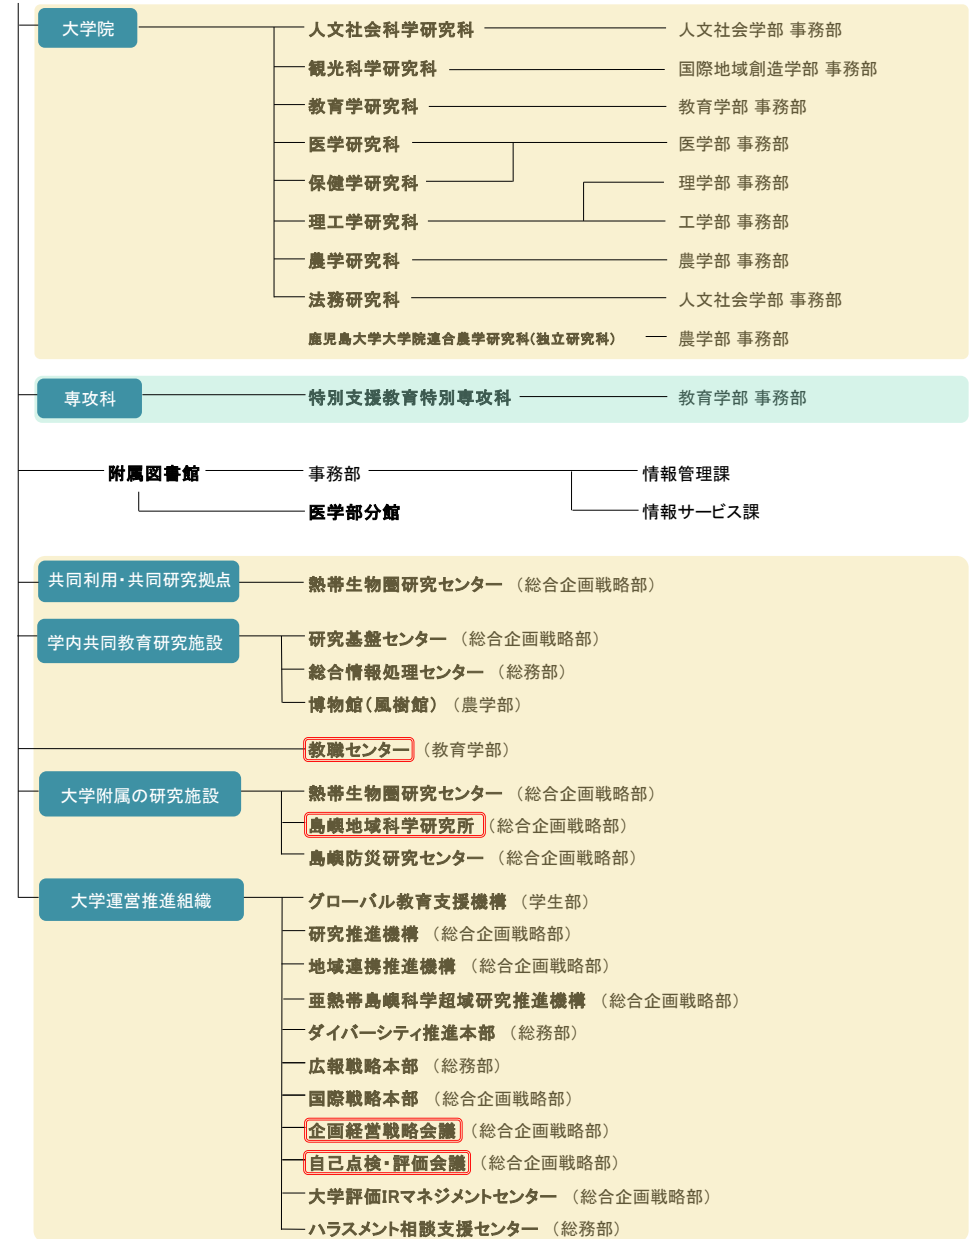 大学院
人文社会科学研究科 人文社会学部 事務部
観光科学研究科 国際地域創造学部 事務部
教育学研究科 教育学部 事務部
医学研究科 医学部 事務部
保健学研究科 理学部 事務部
理工学研究科 工学部 事務部
農学研究科 農学部 事務部
法務研究科 人文社会学部 事務部
鹿児島大学大学院連合農学研究科(独立研究科) 農学部 事務部
専攻科 特別支援教育特別専攻科 教育学部 事務部
附属図書館 事務部 情報管理課
医学部分館 情報サービス課
共同利用・共同研究拠点 熱帯生物圏研究センター （総合企画戦略部）
学内共同教育研究施設 研究基盤センター （総合企画戦略部）
総合情報処理センター （総務部）
博物館（風樹館） （農学部）
教職センター （教育学部）
大学附属の研究施設 熱帯生物圏研究センター （総合企画戦略部）
島嶼地域科学研究所 （総合企画戦略部）
島嶼防災研究センター （総合企画戦略部）
大学運営推進組織 グローバル教育支援機構 （学生部）
研究推進機構 （総合企画戦略部）
地域連携推進機構 （総合企画戦略部）
亜熱帯島嶼科学超域研究推進機構 （総合企画戦略部）
ダイバーシティ推進本部 （総務部）
広報戦略本部 （総務部）
国際戦略本部 （総合企画戦略部）
企画経営戦略会議 （総合企画戦略部）
自己点検・評価会議 （総合企画戦略部）
大学評価IRマネジメントセンター （総合企画戦略部）
ハラスメント相談支援センター （総務部）